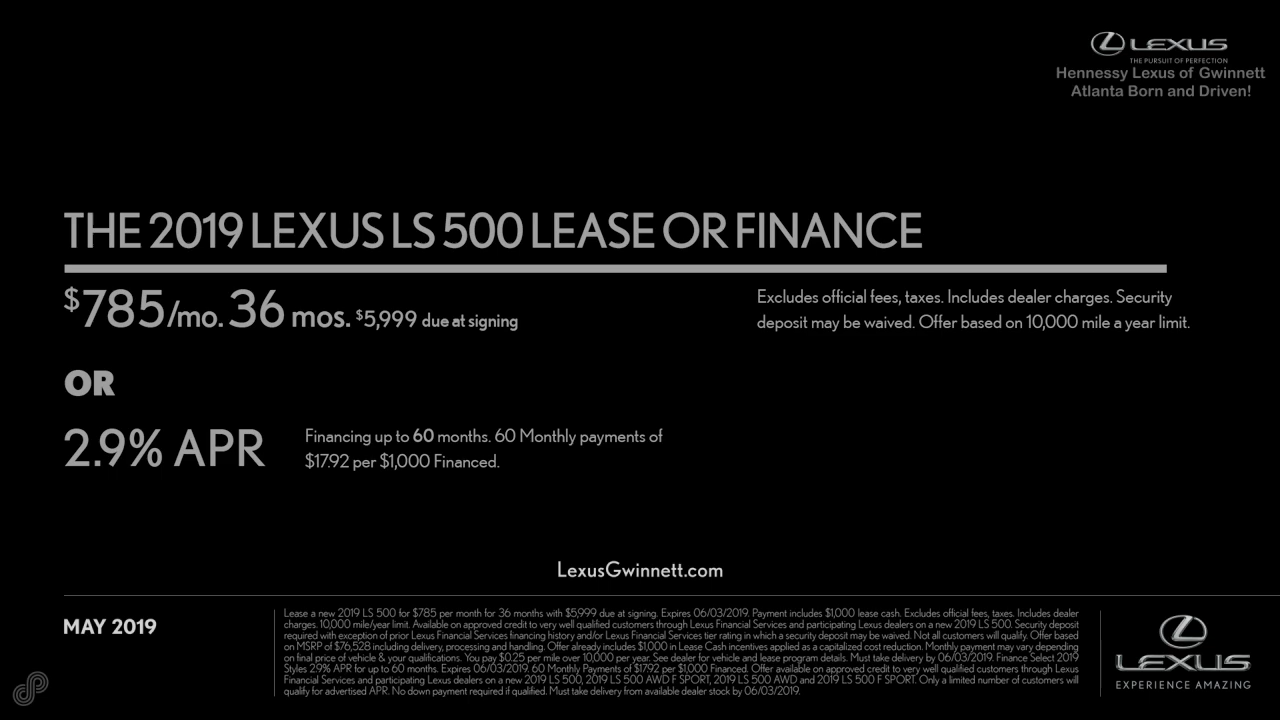 LEXUS
THE PURSUIT OF PERFECTION
Hennessy Lexus of Gwinnett
Atlanta Born and Driven!
THE 2019 LEXUS LS 500 LEASE OR FINANCE
$785/mo. 36 mos. $5,999 due at signing
Excludes official fees, taxes. Includes dealer charges. Security
deposit may be waived. Offer based on 10,000 mile a year limit.
OR
2.9% APR
Financing up to 60 months. 60 Monthly payments of
$17.92 per $1,000 Financed.
LexusGwinnett.com
MAY 2019
Lease a new 2019 LS 500 for $785 per month for 36 months with $5,999 due at signing. Expires 06/03/2019. Payment includes $1,000 lease cash. Excludes official fees, taxes. Includes dealer
charges. 10,000 mile/year limit. Available on approved credit to very well qualified customers through Lexus Financial Services and participating Lexus dealers on a new 2019 LS 500. Security deposit
required with exception of prior Lexus Financial Services financing history and/or Lexus Financial Services tier rating in which a security deposit may be waived. Not all customers will qualify. Offer based
on MSRP of $76,528 including delivery, processing and handling. Offer already includes $1,000 in Lease Cash incentives applied as a capitalized cost reduction. Monthly payment may vary depending
on final price of vehicle & your qualifications. You pay $0.25 per mile over 10,000 per year. See dealer for vehicle and lease program details. Must take delivery by 06/03/2019. Finance Select 2019
Styles 2.9% APR for up to 60 months. Expires 06/03/2019. 60 Monthly Payments of $17.92 per $1,000 Financed. Offer available on approved credit to very well qualified customers through Lexus
Financial Services and participating Lexus dealers on a new 2019 LS 500, 2019 LS 500 AWD F SPORT, 2019 LS 500 AWD and 2019 LS 500 F SPORT. Only a limited number of customers will
qualify for advertised APR. No down payment required if qualified. Must take delivery from available dealer stock by 06/03/2019.
LEXUS
EXPERIENCE AMAZING